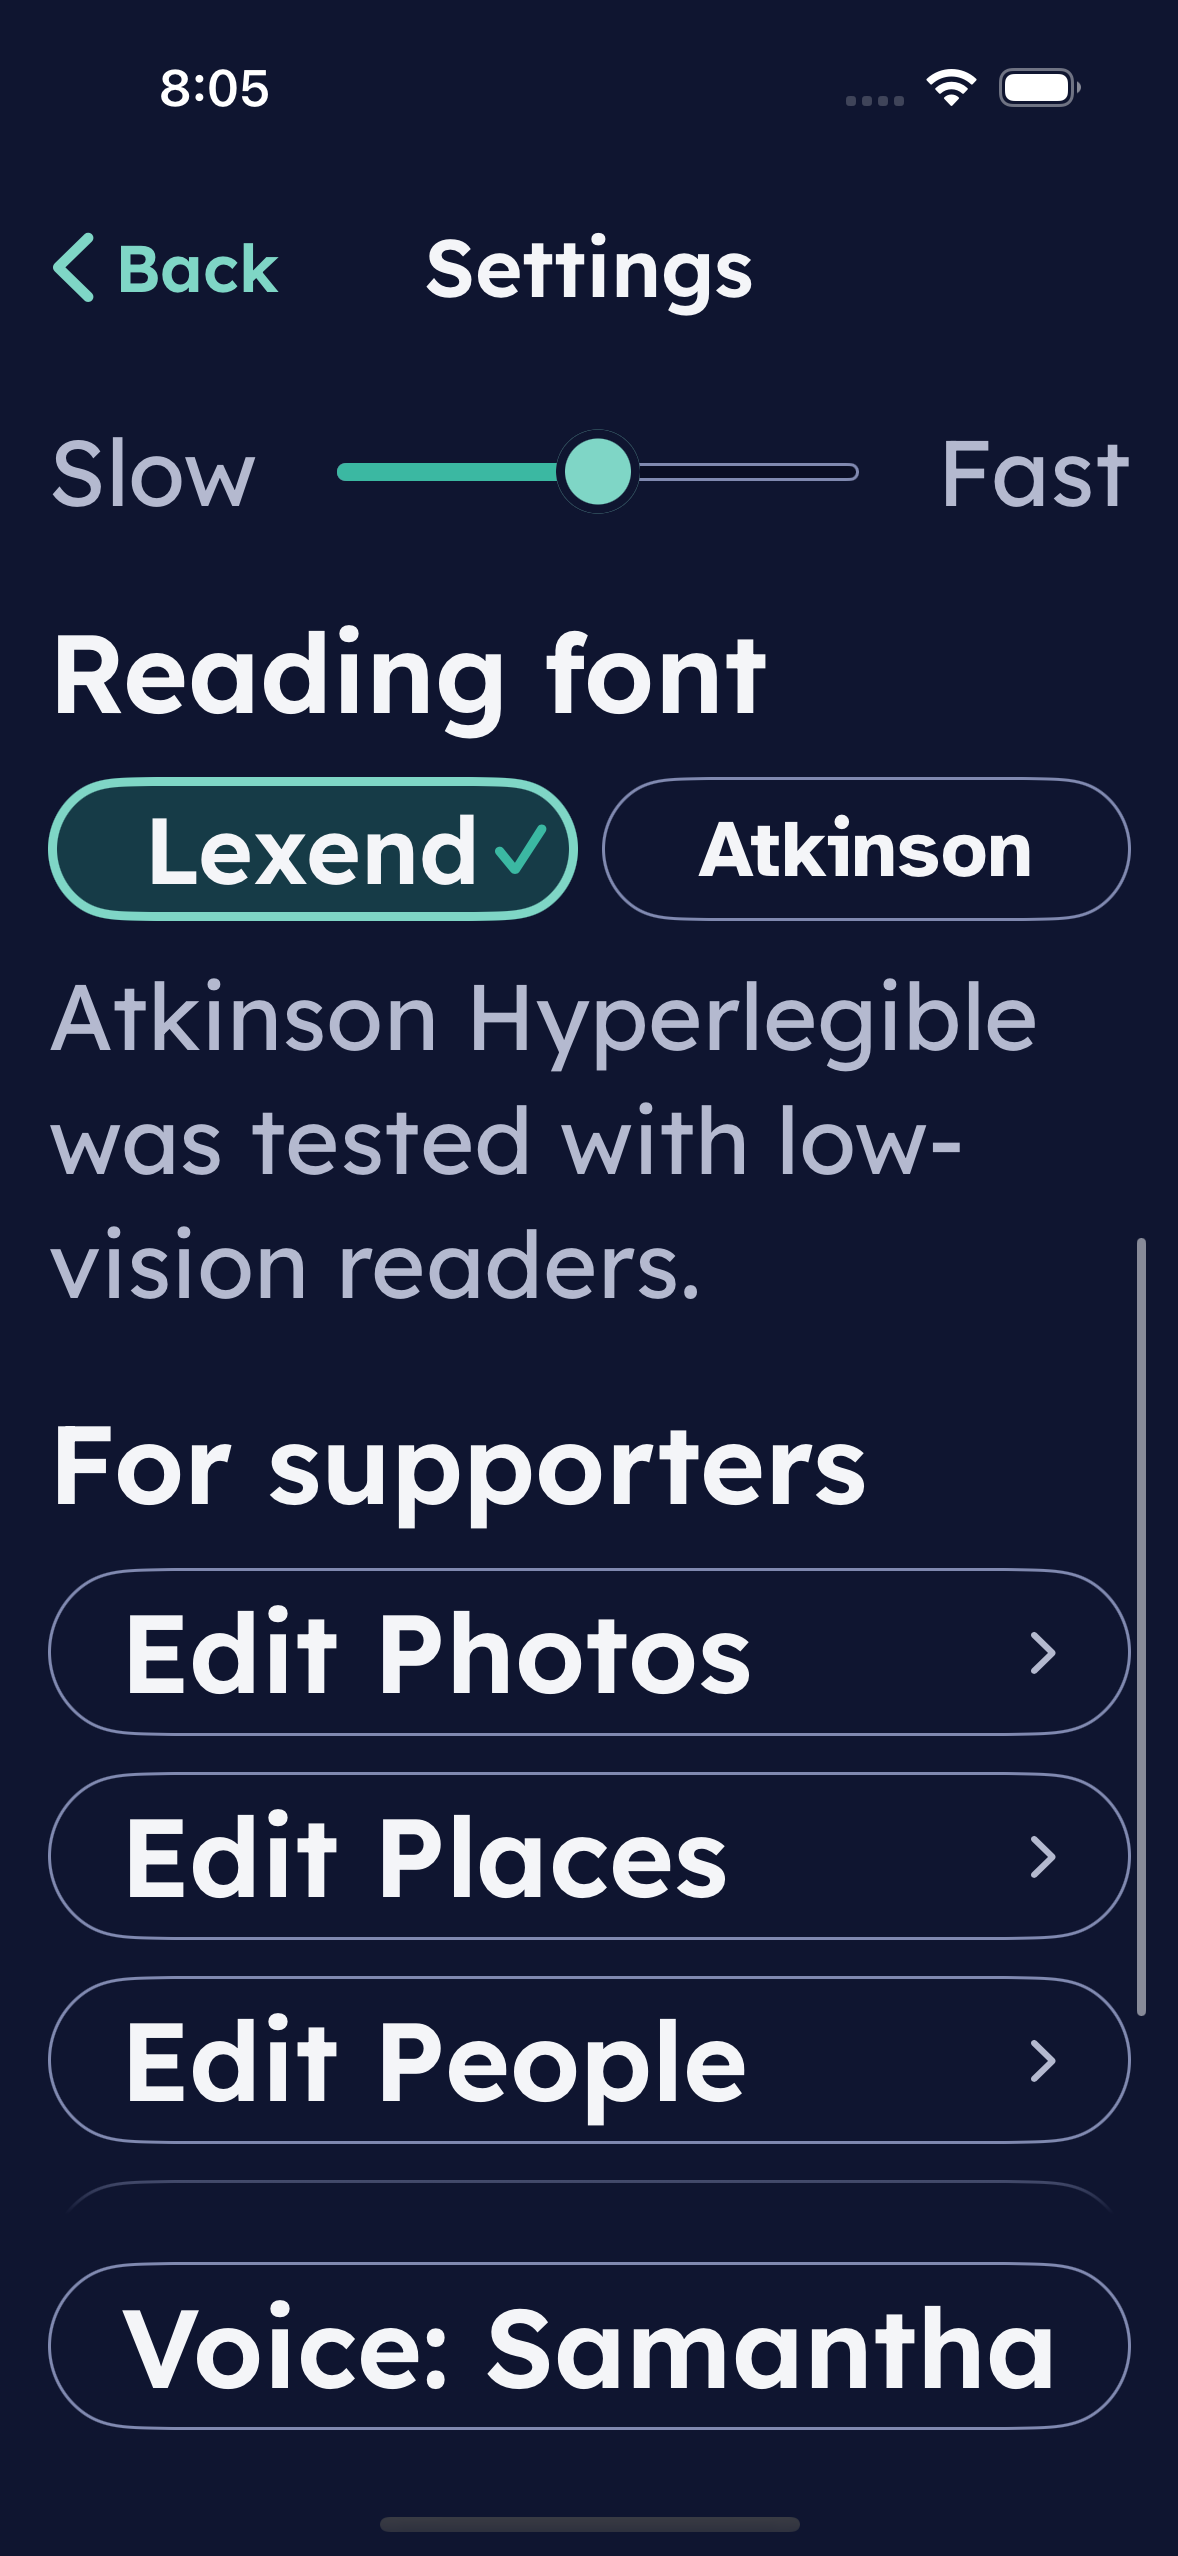 8:05
Back
Settings
Slow
Fast
Reading font
Lexend
Atkinson
Atkinson Hyperlegible
was tested with low-
vision readers.
For supporters
Edit Photos
Edit Places
Edit People
Voice: Samantha